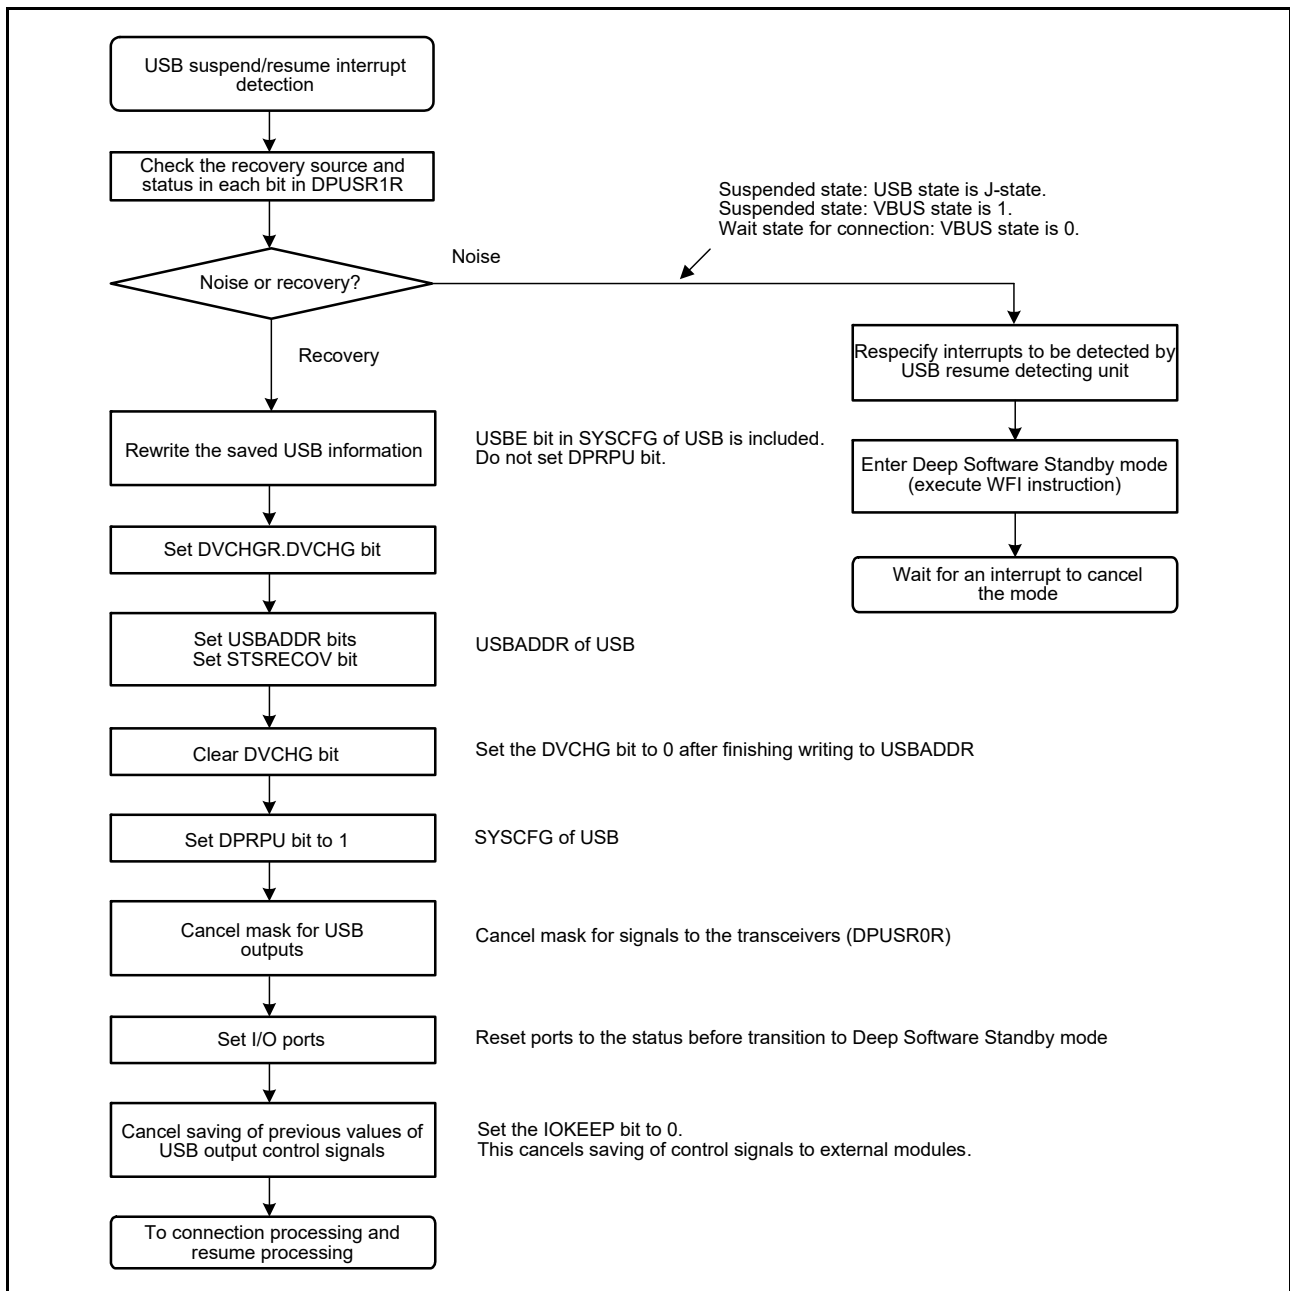 USB suspend/resume interrupt
detection
Check the recovery source and
status in each bit in DPUSR1R
Suspended state: USB state is J-state.
Suspended state: VBUS state is 1.
Wait state for connection: VBUS state is 0.
Noise or recovery?
Noise
Recovery
Respecify interrupts to be detected by
USB resume detecting unit
Enter Deep Software Standby mode
(execute WFI instruction)
Wait for an interrupt to cancel
the mode
Rewrite the saved USB information
USBE bit in SYSCFG of USB is included.
Do not set DPRPU bit.
Set DVCHGR.DVCHG bit
Set USBADDR bits
Set STSRECOV bit
USBADDR of USB
Clear DVCHG bit
Set the DVCHG bit to 0 after finishing writing to USBADDR
Set DPRPU bit to 1
SYSCFG of USB
Cancel mask for USB
outputs
Cancel mask for signals to the transceivers (DPUSR0R)
Set I/O ports
Reset ports to the status before transition to Deep Software Standby mode
Cancel saving of previous values of
USB output control signals
Set the IOKEEP bit to 0.
This cancels saving of control signals to external modules.
To connection processing and
resume processing